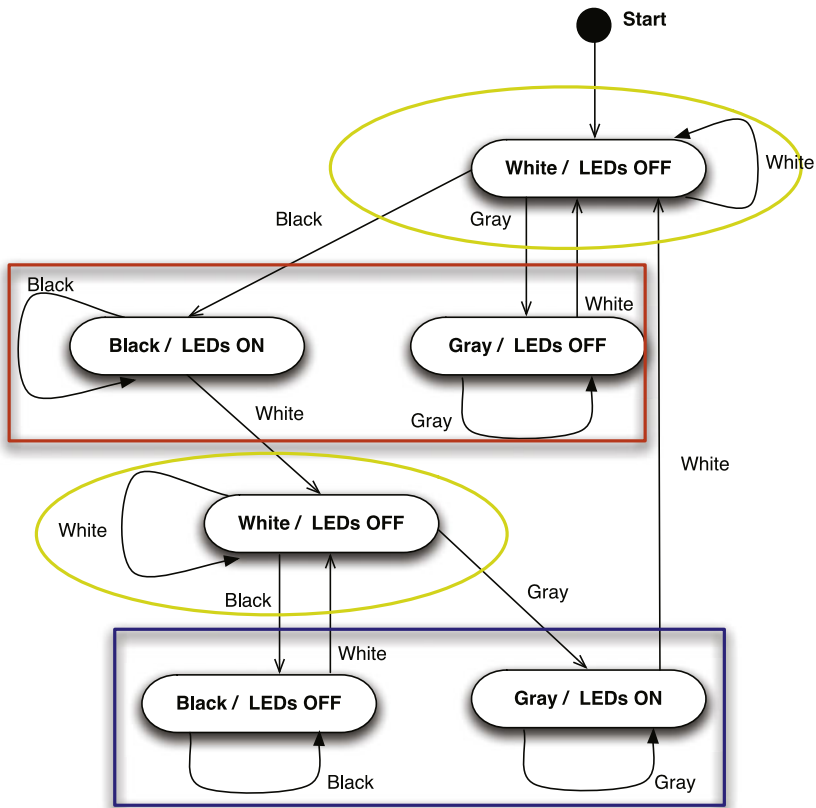 Start
White / LEDs OFF
White
Black
Gray
White
Black
Black / LEDs ON
Gray / LEDs OFF
Gray
White
White
White / LEDs OFF
White
Black
Gray
White
Black / LEDs OFF
Gray / LEDs ON
Black
Gray